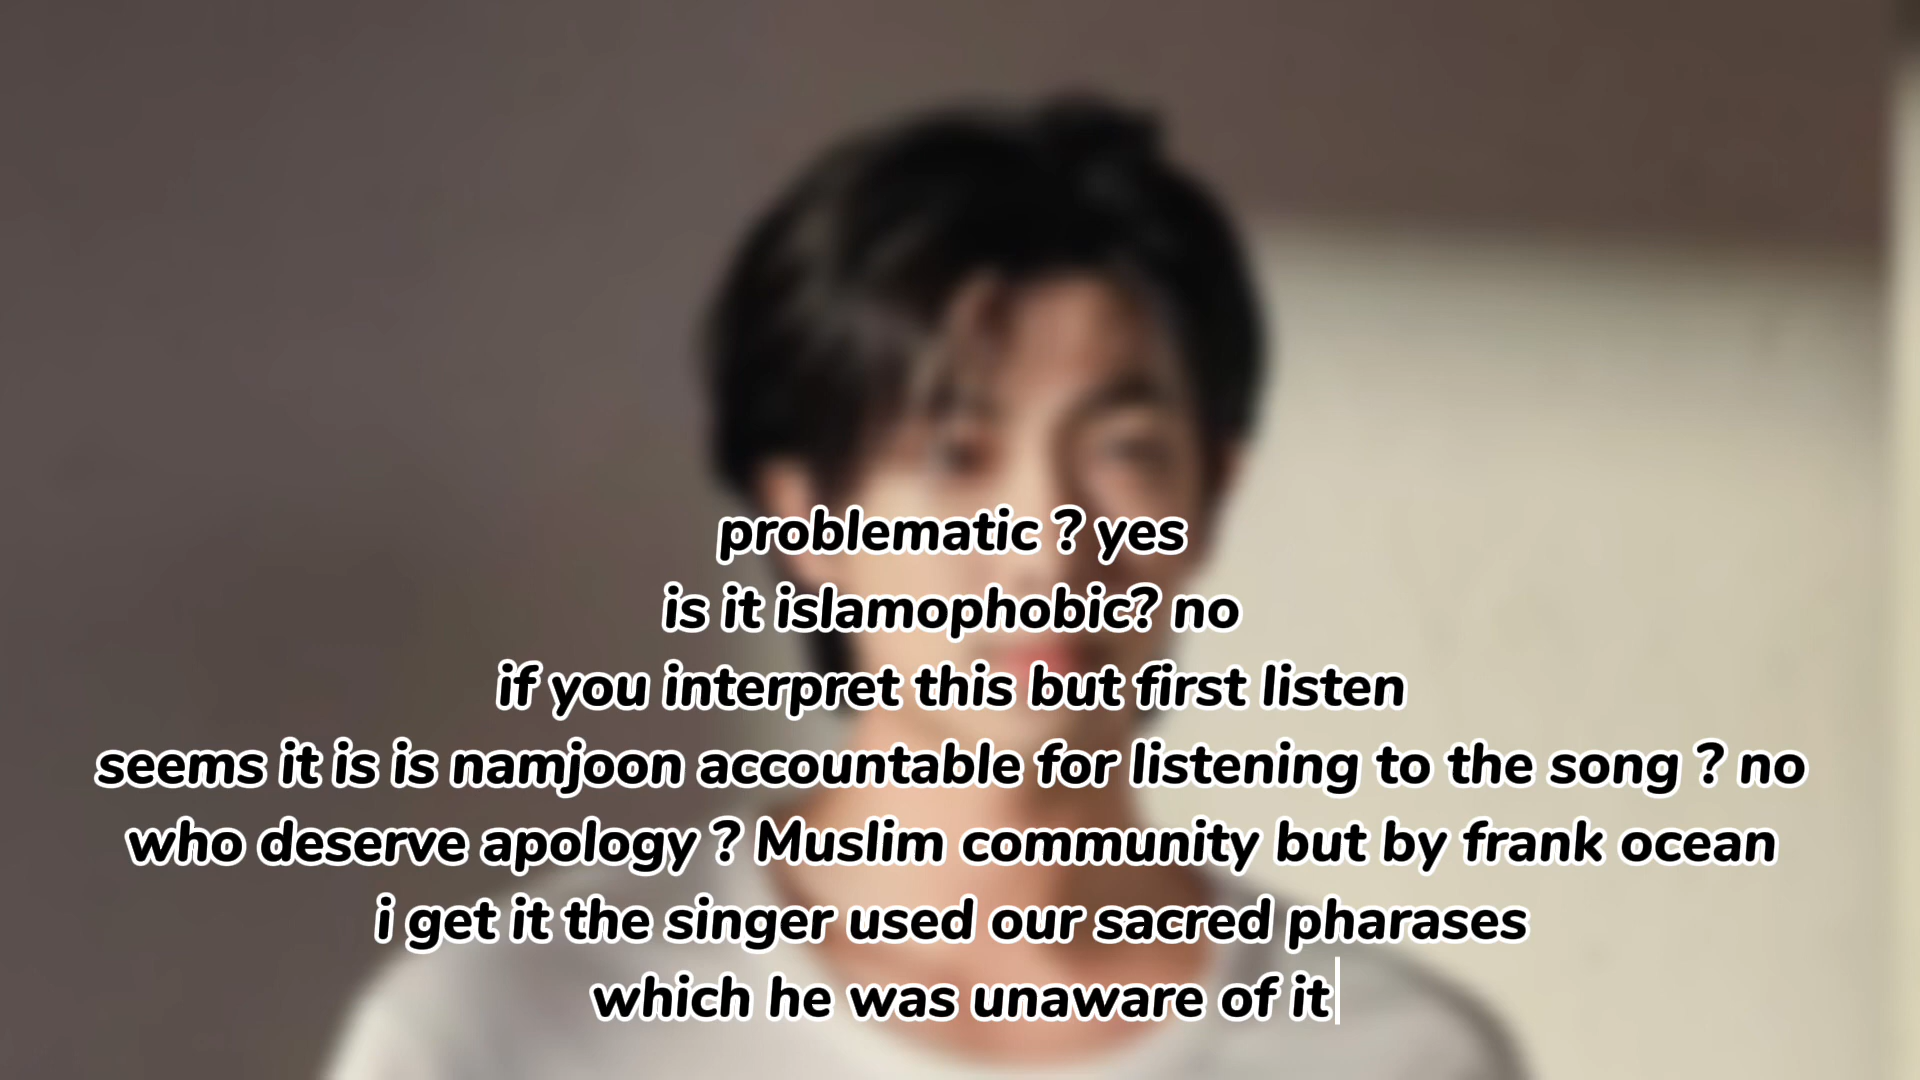 problematic ? yes
is it islamophobic? no
if you interpret this but first listen
seems it is is namjoon accountable for listening to the song ? no
who deserve apology ? Muslim community but by frank ocean
i get it the singer used our sacred pharases
which he was unaware of it